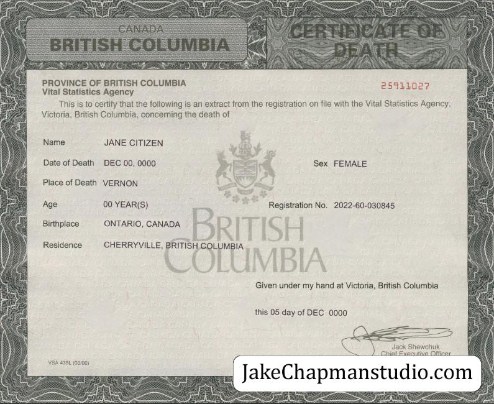 CANADA
BRITISH COLUMBIA
CERTIFICATE OF
DEATH
PROVINCE OF BRITISH COLUMBIA
Vital Statistics Agency
25911027
This is to certify that the following is an extract from the registration on file with the Vital Statistics Agency,
Victoria, British Columbia, concerning the death of
Name JANE CITIZEN
Date of Death DEC 00, 0000 Sex FEMALE
Place of Death VERNON
Age 00 YEAR(S) Registration No. 2022-60-030845
Birthplace ONTARIO, CANADA
BRITISH
COLUMBIA
Residence CHERRYVILLE, BRITISH COLUMBIA
Given under my hand at Victoria, British Columbia
this 05 day of DEC 0000
Jack Shewchuk
Chief Executive Officer
JakeChapmanstudio.com